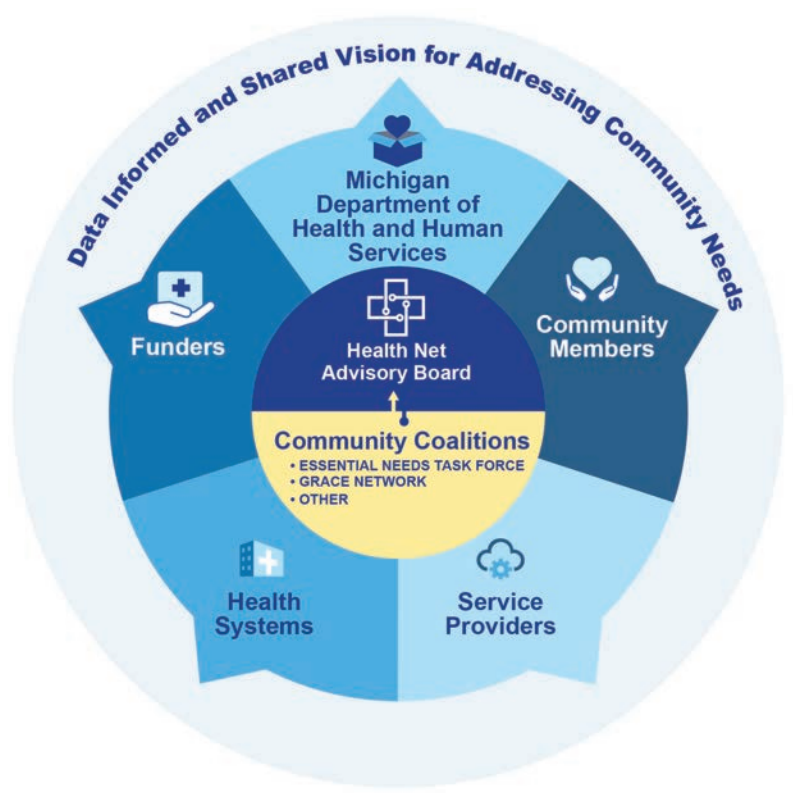 Data Informed and Shared Vision for Addressing Community Needs
Michigan
Department of
Health and Human
Services
Funders
Community
Members
Health Net
Advisory Board
Community Coalitions
• ESSENTIAL NEEDS TASK FORCE
• GRACE NETWORK
• OTHER
Health
Systems
Service
Providers